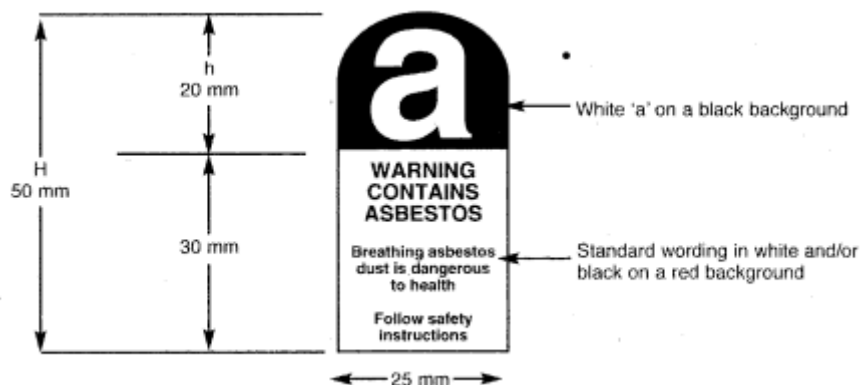 h
20 mm
H
50 mm
30 mm
a
WARNING
CONTAINS
ASBESTOS
Breathing asbestos
dust is dangerous
to health
Follow safety
instructions
25 mm
White 'a' on a black background
Standard wording in white and/or
black on a red background